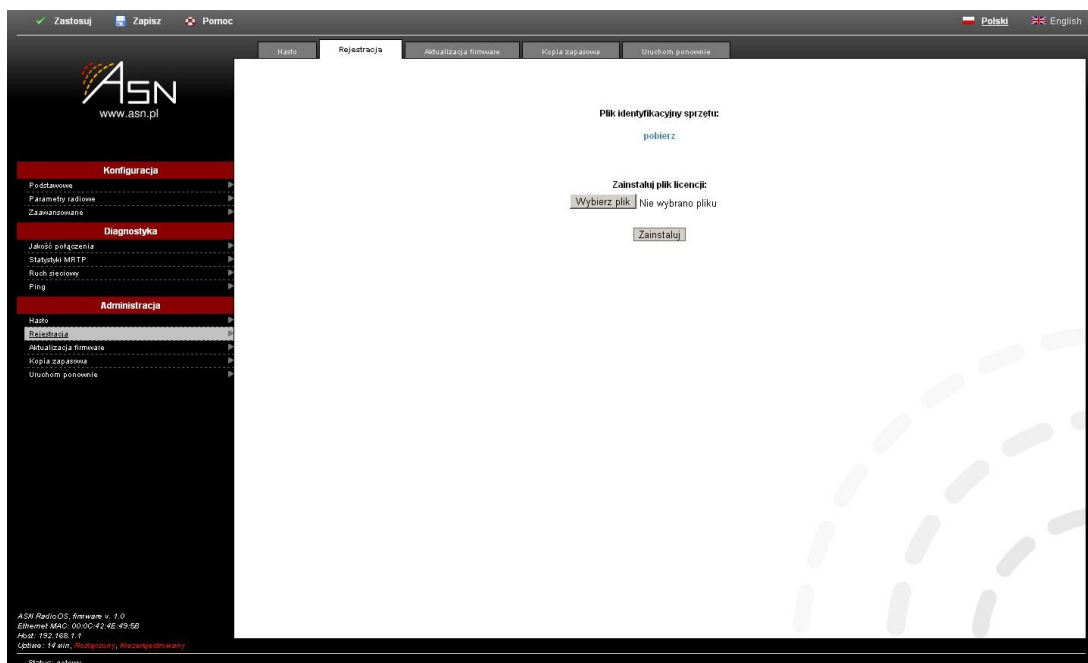 Zastosuj Zapisz Pomoc Polski English
Hasło Rejestracja Aktualizacja firmware Kopia zapasowa Uruchom ponownie
ASN
www.asn.pl
Plik identyfikacyjny sprzętu:
pobierz
Konfiguracja
Podstawowe
Parametry radiowe
Zaawansowane
Zainstaluj plik licencji:
Wybierz plik Nie wybrano pliku
Zainstaluj
Diagnostyka
Jakość połączenia
Statystyki MRTP
Ruch sieciowy
Ping
Administracja
Hasło
Rejestracja
Aktualizacja firmware
Kopia zapasowa
Uruchom ponownie
ASN RadioOS, firmware v. 1.0
Ethernet MAC: 00:0C:42:4E:49:5B
Host: 192.168.1.1
Uptime: 14 min, Rozłączony, Niezarejestrowany
Status: gotowy